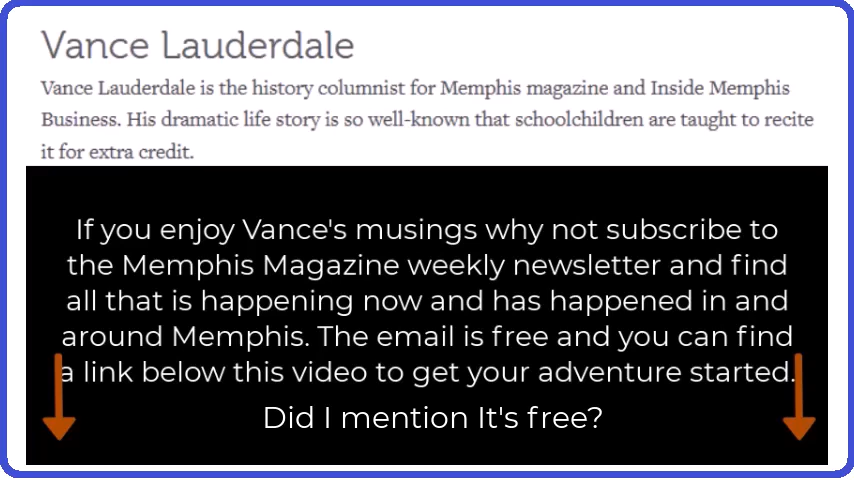 Vance Lauderdale
Vance Lauderdale is the history columnist for Memphis magazine and Inside Memphis
Business. His dramatic life story is so well-known that schoolchildren are taught to recite
it for extra credit.
If you enjoy Vance's musings why not subscribe to
the Memphis Magazine weekly newsletter and find
all that is happening now and has happened in and
around Memphis. The email is free and you can find
a link below this video to get your adventure started.
Did I mention It's free?